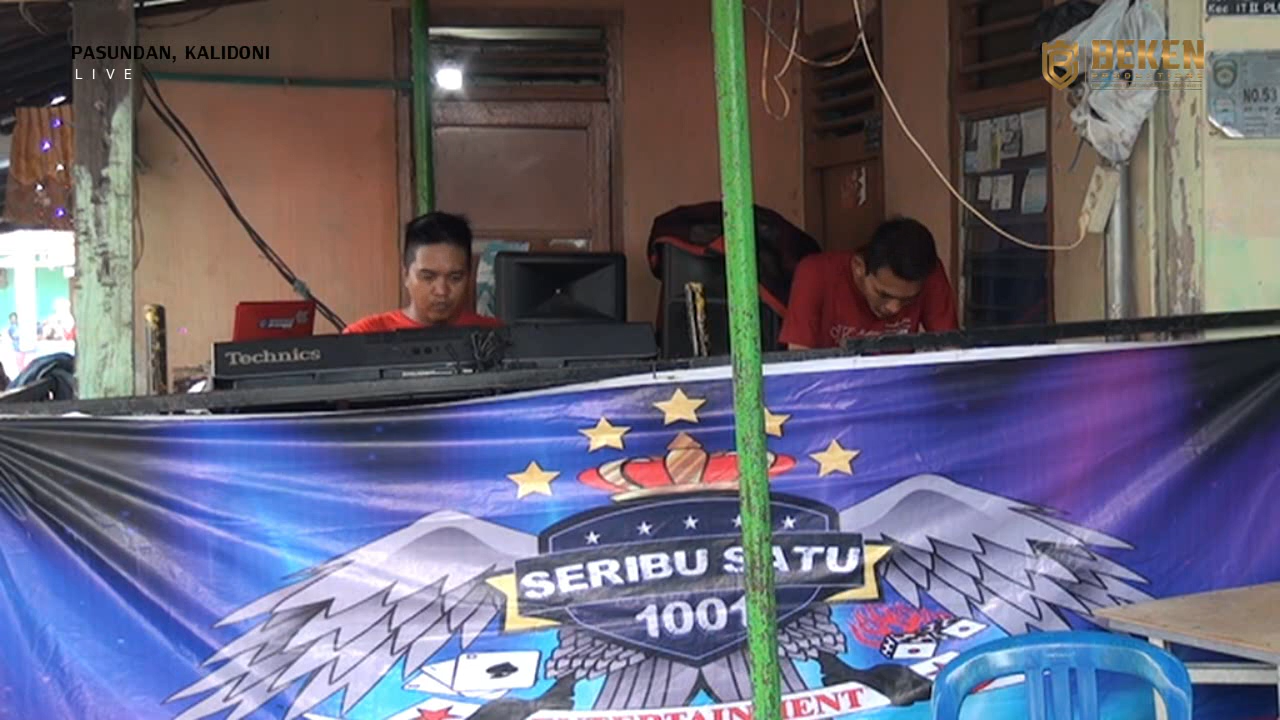 PASUNDAN, KALIDONI
LIVE
BEKEN
NO.53
Technics
SERIBU SATU
1001
ENTERTAINMENT